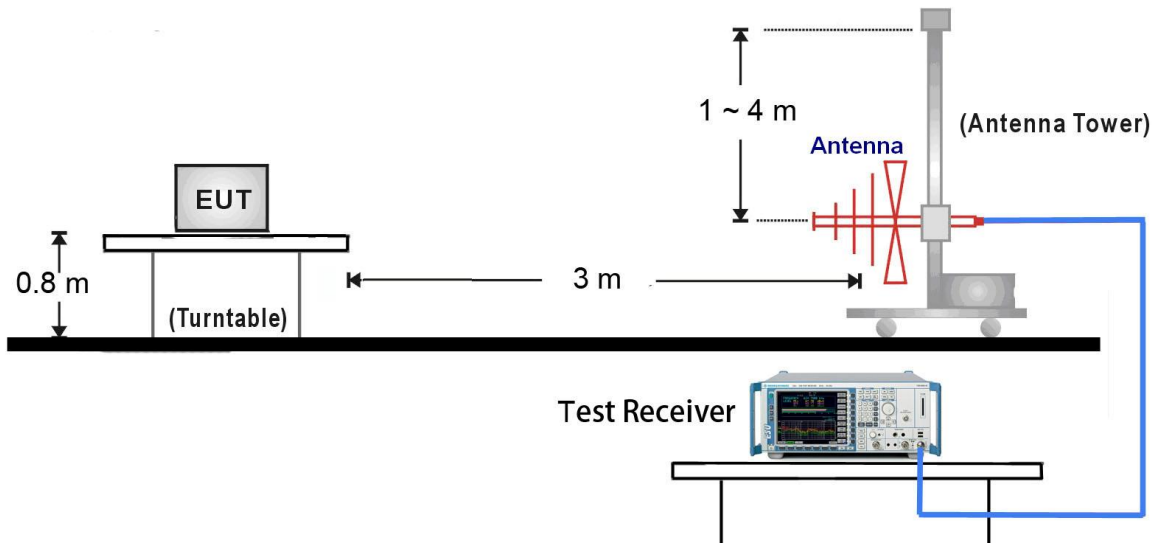 1 ~ 4 m
(Antenna Tower)
Antenna
EUT
0.8 m
3 m
(Turntable)
Test Receiver